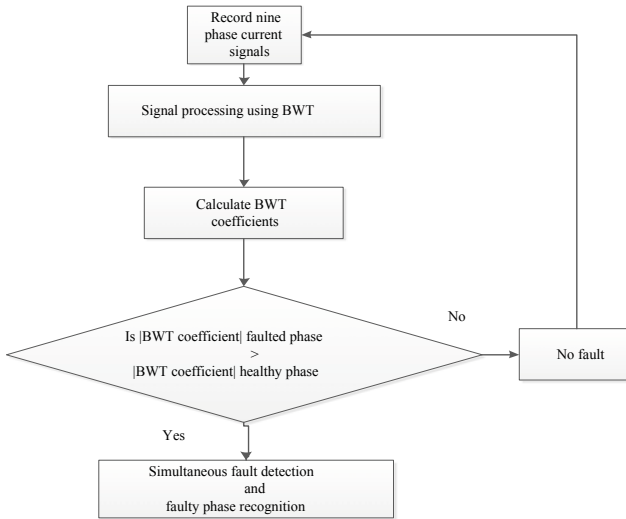 Record nine
phase current
signals
Signal processing using BWT
Calculate BWT
coefficients
Is |BWT coefficient| faulted phase
>
|BWT coefficient| healthy phase
No
No fault
Yes
Simultaneous fault detection
and
faulty phase recognition